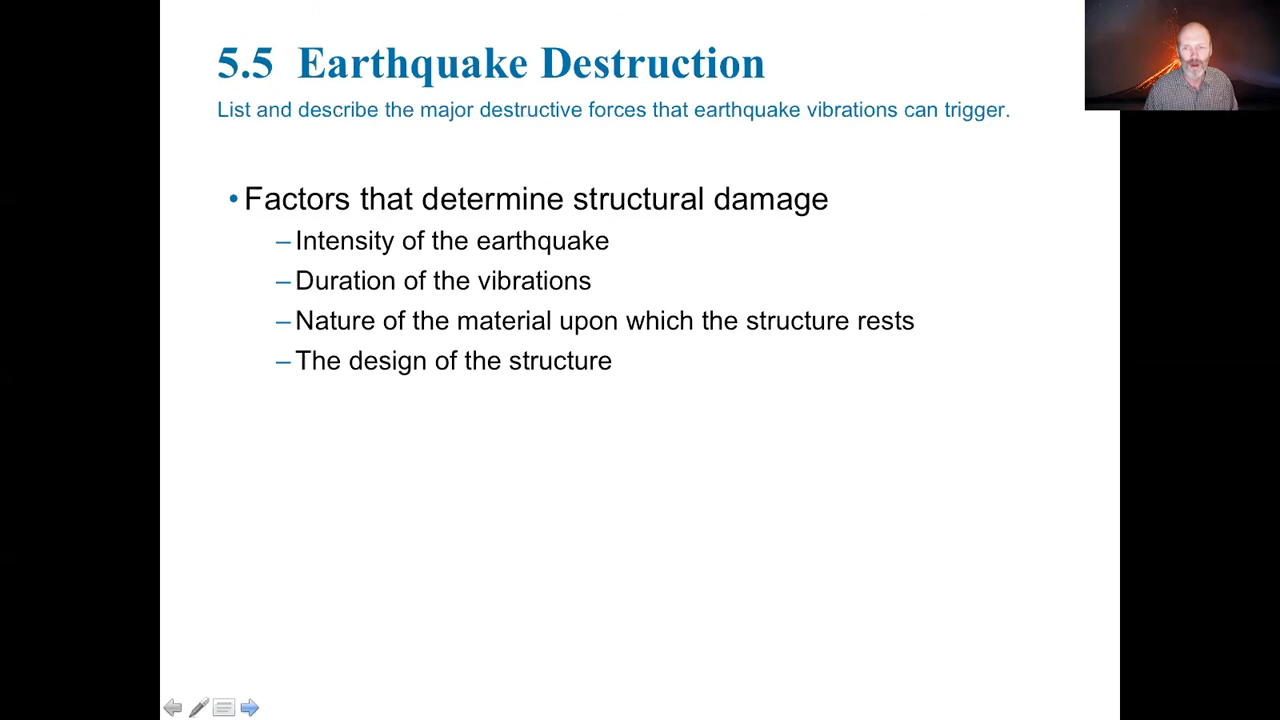 5.5 Earthquake Destruction
List and describe the major destructive forces that earthquake vibrations can trigger.
•Factors that determine structural damage
–Intensity of the earthquake
–Duration of the vibrations
–Nature of the material upon which the structure rests
–The design of the structure